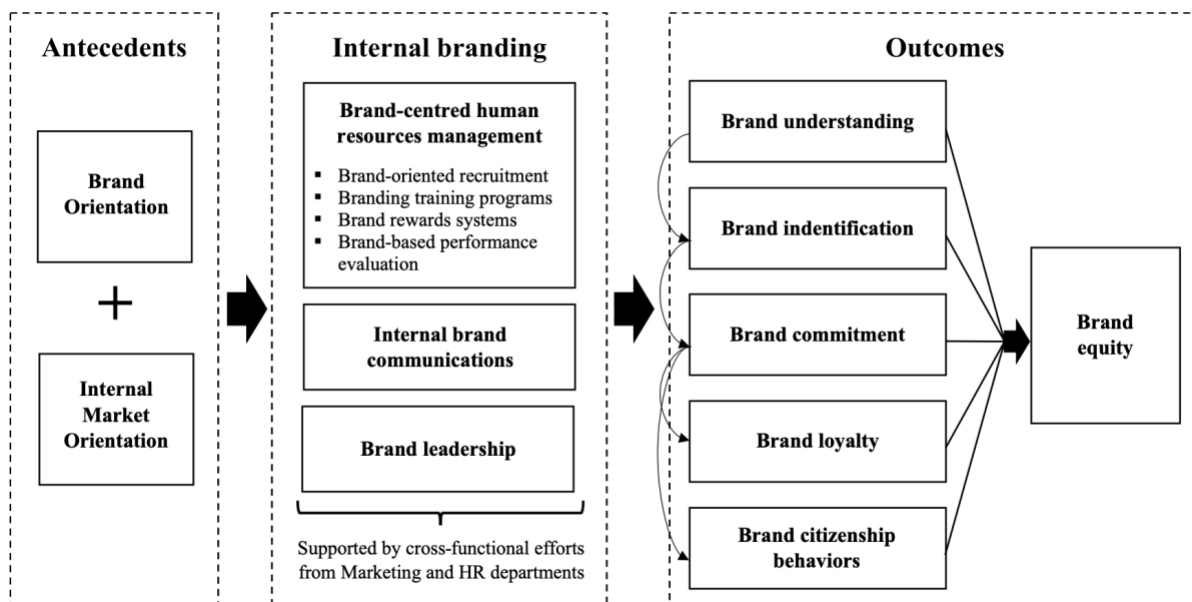 Antecedents
Brand
Orientation
+
Internal
Market
Orientation
Internal branding
Brand-centred human
resources management
▪ Brand-oriented recruitment
▪ Branding training programs
▪ Brand rewards systems
▪ Brand-based performance
evaluation
Internal brand
communications
Brand leadership
Supported by cross-functional efforts
from Marketing and HR departments
Outcomes
Brand understanding
Brand indentification
Brand commitment
Brand loyalty
Brand citizenship
behaviors
Brand
equity